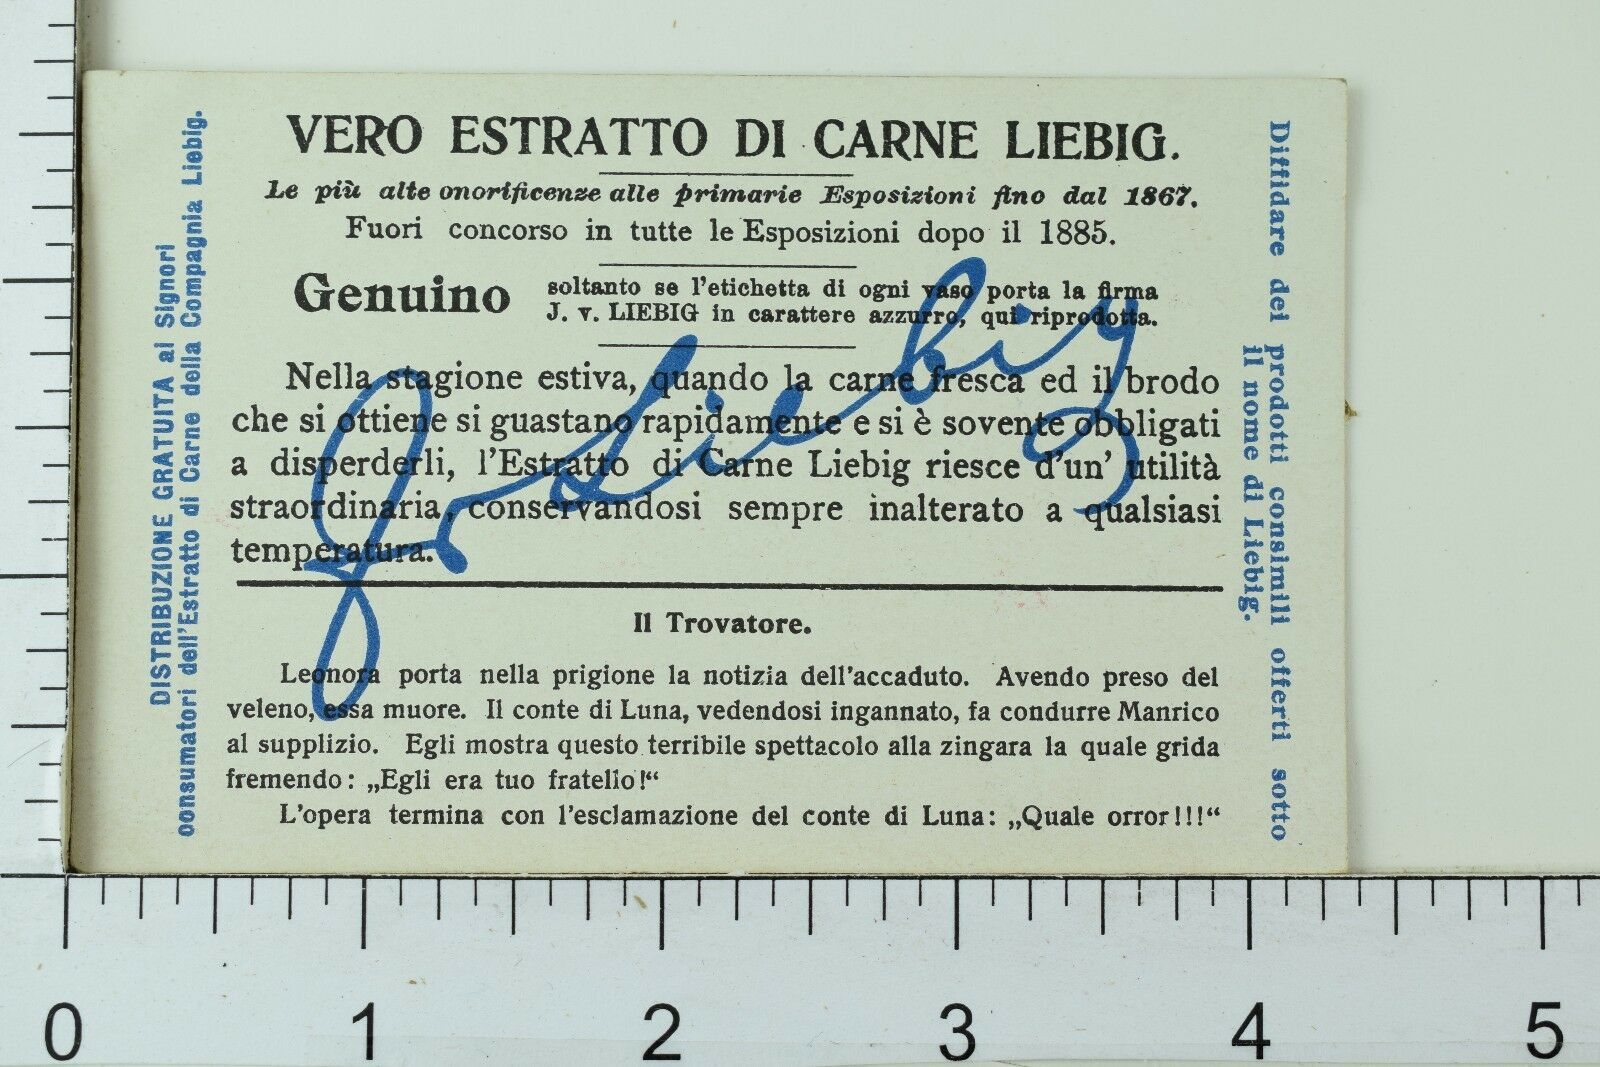 VERO ESTRATTO DI CARNE LIEBIG.
Le più alte onorificenze alle primarie Esposizioni fino dal 1867.
Fuori concorso in tutte le Esposizioni dopo il 1885.
Genuino soltanto se l'etichetta di ogni vaso porta la firma
J. v. LIEBIG in carattere azzurro, qui riprodotta.
Nella stagione estiva, quando la carne fresca ed il brodo
che si ottiene si guastano rapidamente e si è sovente obbligati
a disperderli, l'Estratto di Carne Liebig riesce d'un' utilità
straordinaria, conservandosi sempre inalterato a qualsiasi
temperatura.
J v Liebig
Il Trovatore.
Leonora porta nella prigione la notizia dell'accaduto. Avendo preso del
veleno, essa muore. Il conte di Luna, vedendosi ingannato, fa condurre Manrico
al supplizio. Egli mostra questo terribile spettacolo alla zingara la quale grida
fremendo: „Egli era tuo fratello!“
L'opera termina con l'esclamazione del conte di Luna: „Quale orror!!!“
DISTRIBUZIONE GRATUITA ai Signori
consumatori dell'Estratto di Carne della Compagnia Liebig.
Diffidare dei prodotti consimili offerti sotto
il nome di Liebig.
0 1 2 3 4 5